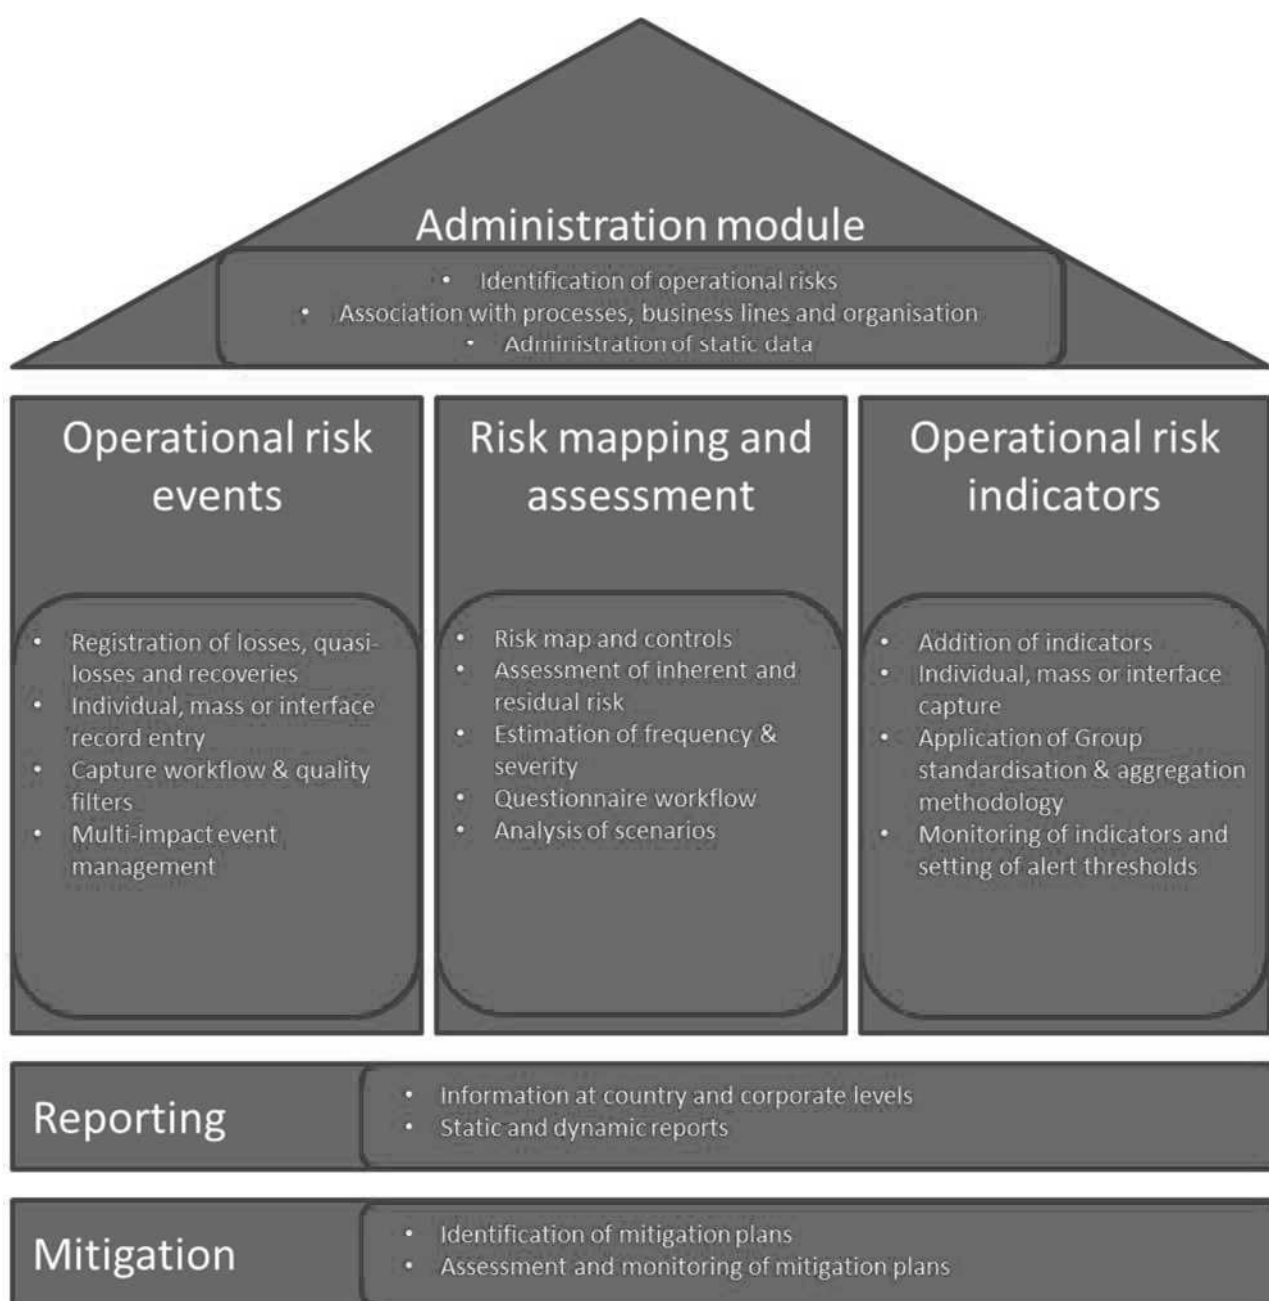 Administration module
• Identification of operational risks
• Association with processes, business lines and organisation
• Administration of static data
Operational risk
events
• Registration of losses, quasi-
losses and recoveries
• Individual, mass or interface
record entry
• Capture workflow & quality
filters
• Multi-impact event
management
Risk mapping and
assessment
• Risk map and controls
• Assessment of inherent and
residual risk
• Estimation of frequency &
severity
• Questionnaire workflow
• Analysis of scenarios
Operational risk
indicators
• Addition of indicators
• Individual, mass or interface
capture
• Application of Group
standardisation & aggregation
methodology
• Monitoring of indicators and
setting of alert thresholds
Reporting
• Information at country and corporate levels
• Static and dynamic reports
Mitigation
• Identification of mitigation plans
• Assessment and monitoring of mitigation plans